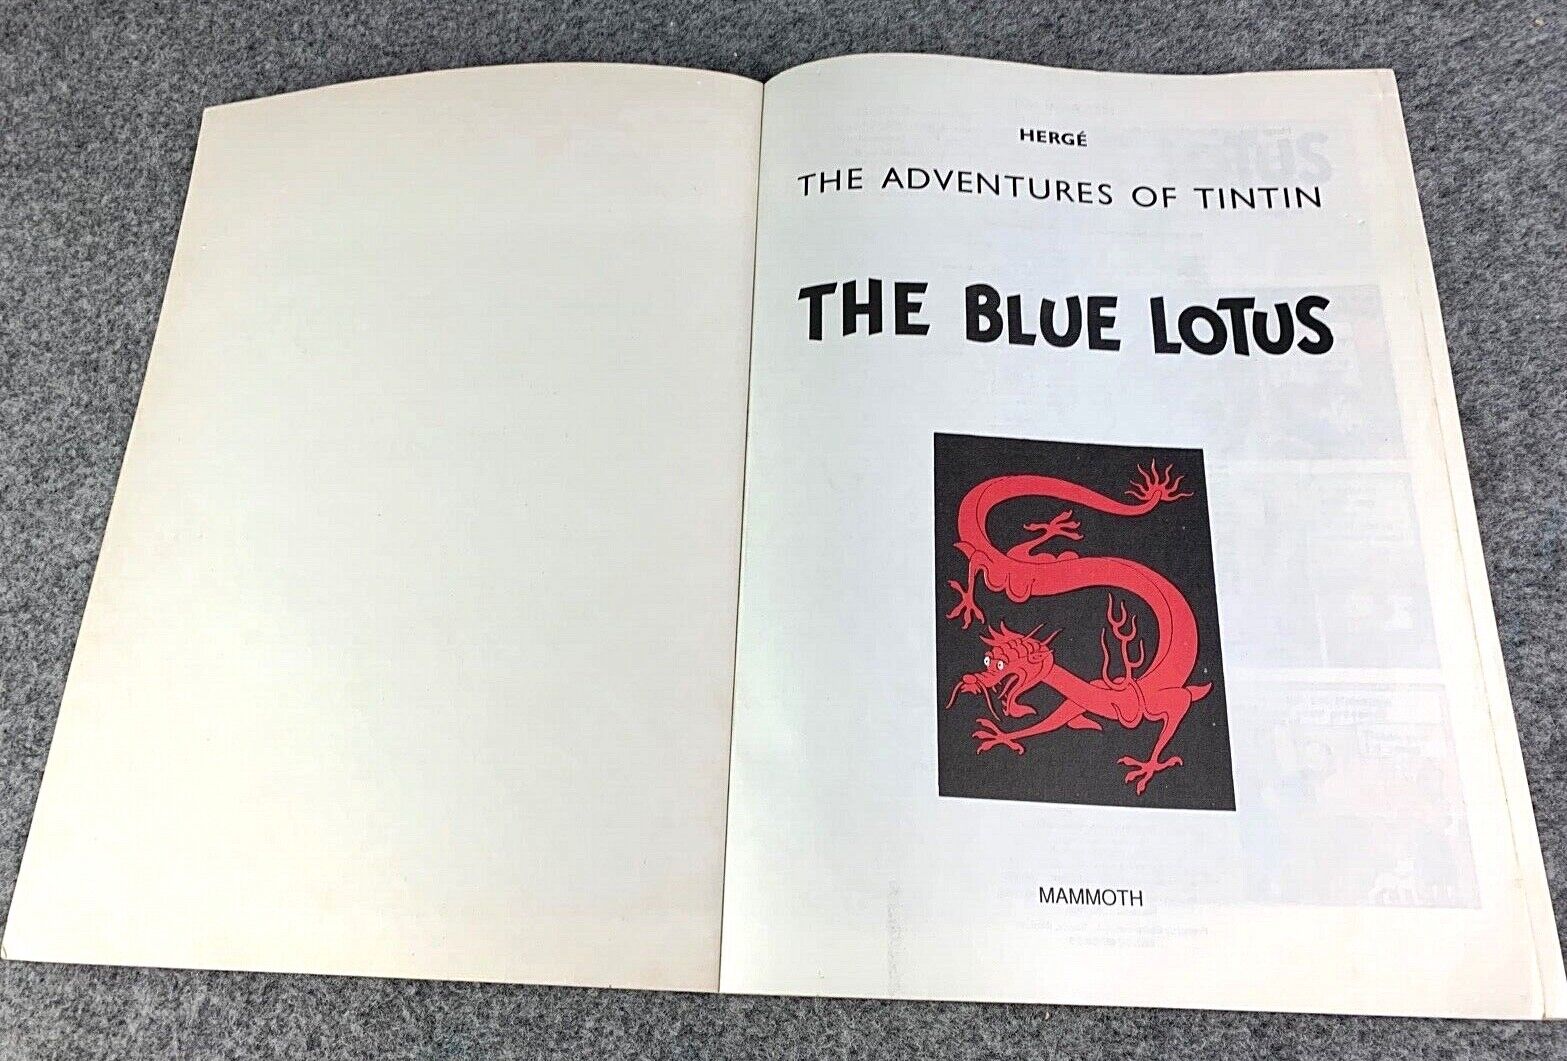 HERGÉ
THE ADVENTURES OF TINTIN
THE BLUE LOTUS
MAMMOTH